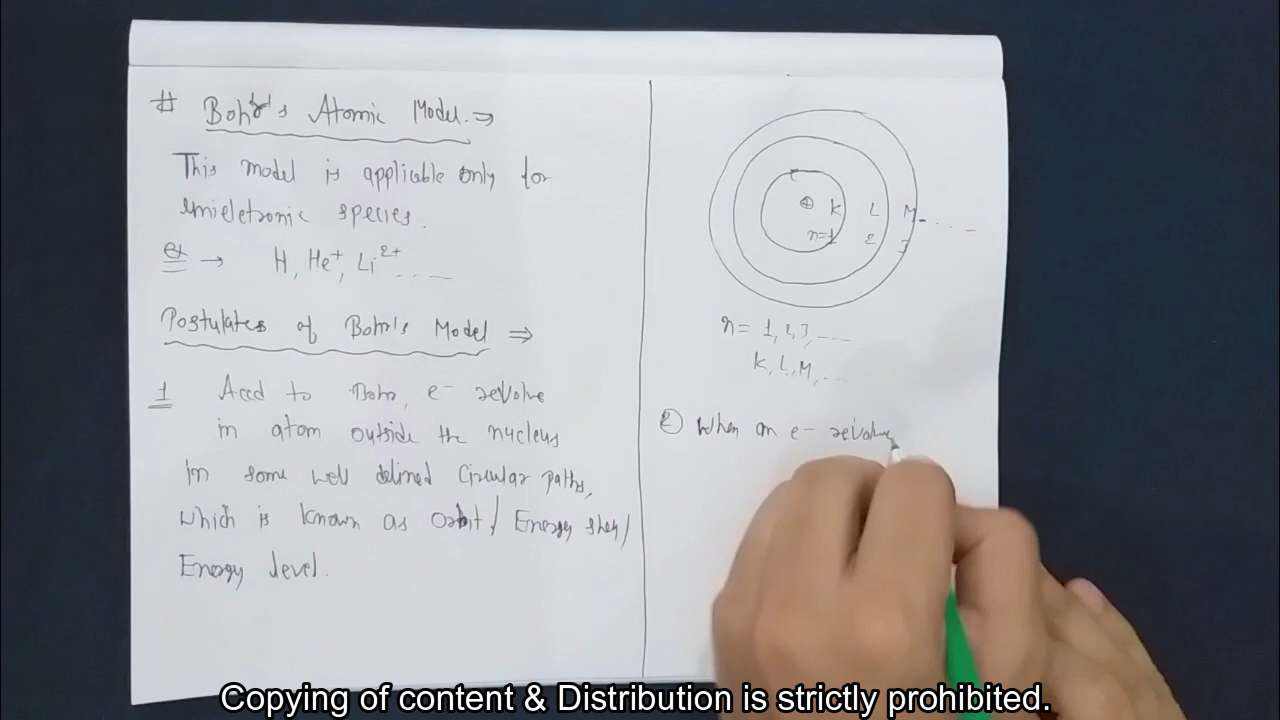 # Bohr's Atomic Model. ⇒
This model is applicable only for
unieletronic species.
ex → H, He⁺, Li²⁺ ......
Postulates of Bohr's Model ⇒
1 Accd to Bohr, e⁻ revolve
in atom outside the nucleus
in some well defined Circular paths,
which is known as orbit / Energy shell /
Energy level.
K L M - . . . .
n=1 2 3
n = 1, 2, 3, ....
K, L, M, ...
② When an e⁻ revolve
Copying of content & Distribution is strictly prohibited.